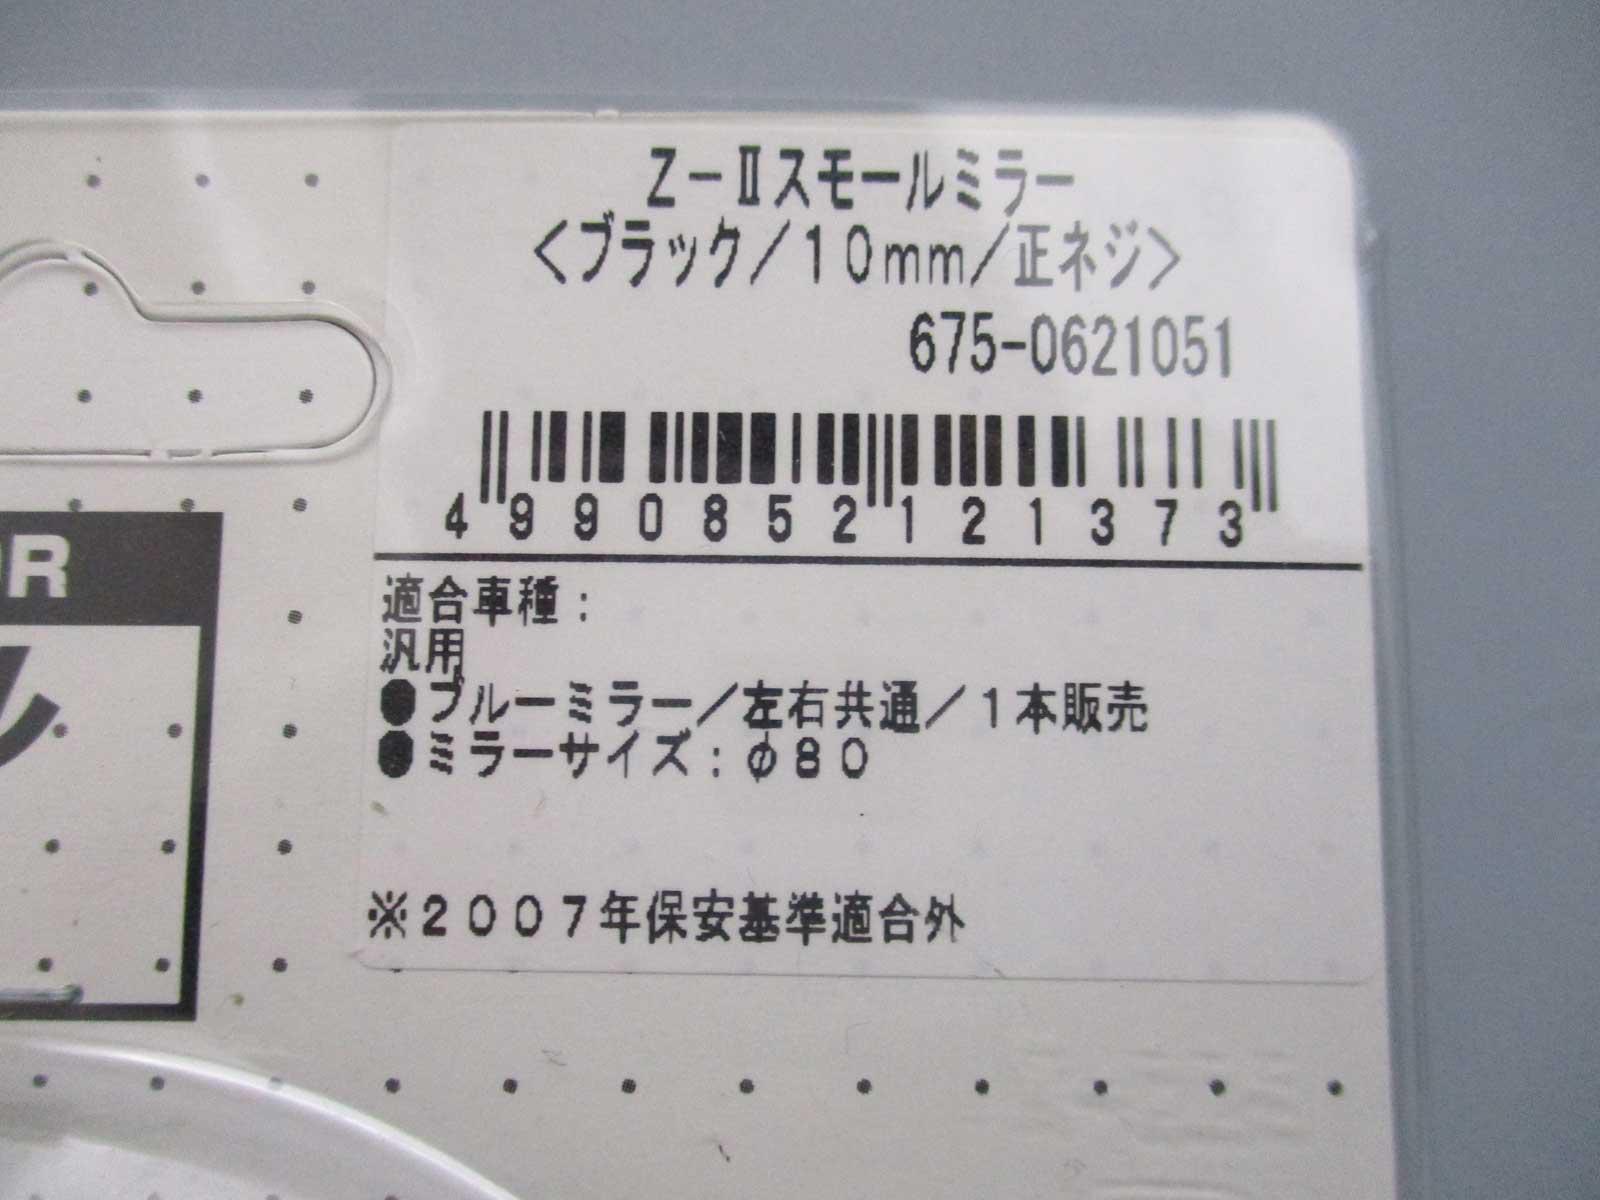 Z−Ⅱスモールミラー
<ブラック/10mm/正ネジ>
675-0621051
4990852121373
適合車種：
汎用
●ブルーミラー/左右共通/1本販売
●ミラーサイズ：φ80
※2007年保安基準適合外
OR